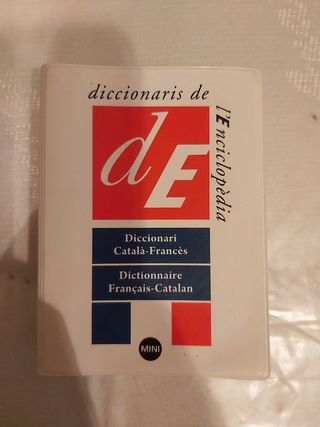 diccionaris de
l'Enciclopèdia
dE
Diccionari
Català-Francès
Dictionnaire
Français-Catalan
MINI